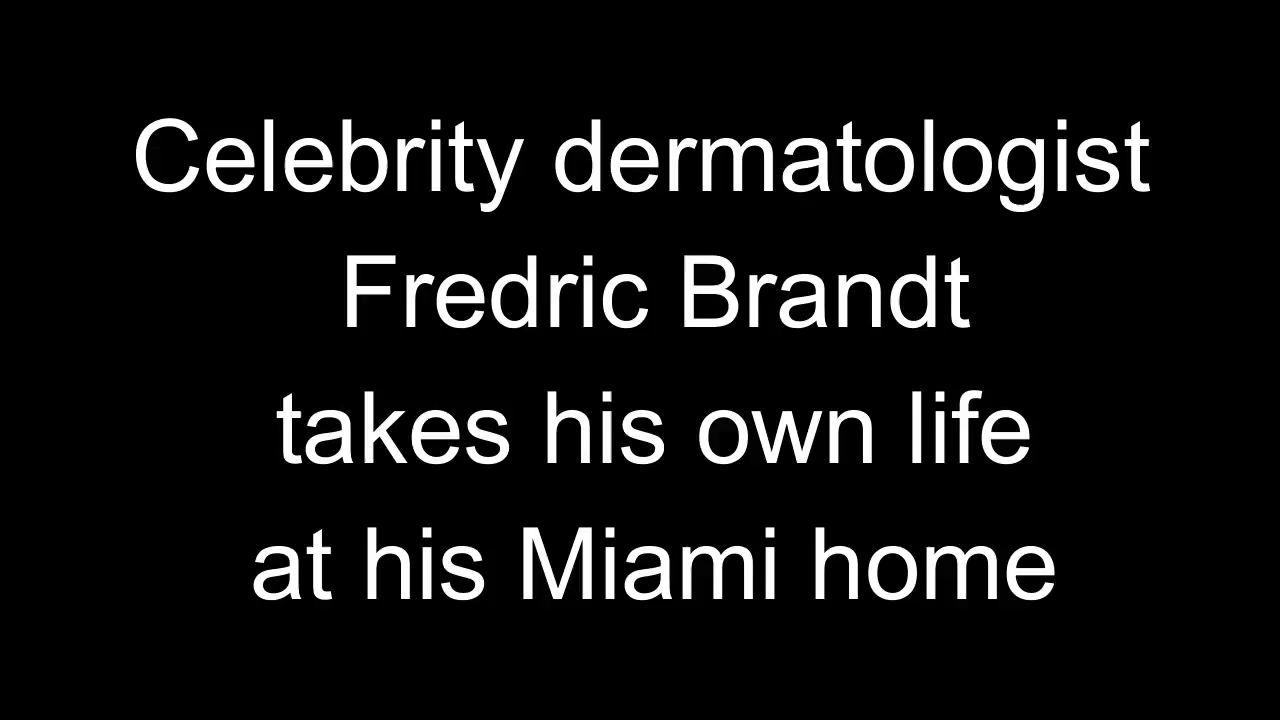 Celebrity dermatologist
Fredric Brandt
takes his own life
at his Miami home